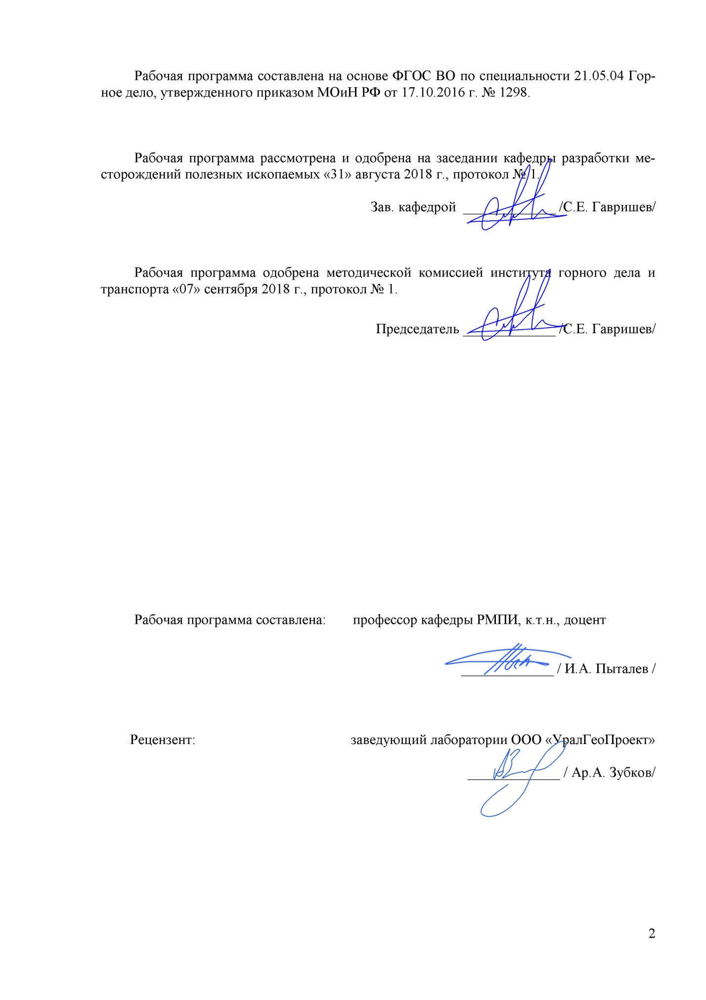 Рабочая программа составлена на основе ФГОС ВО по специальности 21.05.04 Гор-
ное дело, утвержденного приказом МОиН РФ от 17.10.2016 г. № 1298.
Рабочая программа рассмотрена и одобрена на заседании кафедры разработки ме-
сторождений полезных ископаемых «31» августа 2018 г., протокол № 1.
Зав. кафедрой ______________ /С.Е. Гавришев/
Рабочая программа одобрена методической комиссией института горного дела и
транспорта «07» сентября 2018 г., протокол № 1.
Председатель ______________ /С.Е. Гавришев/
Рабочая программа составлена: профессор кафедры РМПИ, к.т.н., доцент
______________ / И.А. Пыталев /
Рецензент: заведующий лаборатории ООО «УралГеоПроект»
______________ / Ар.А. Зубков/
2